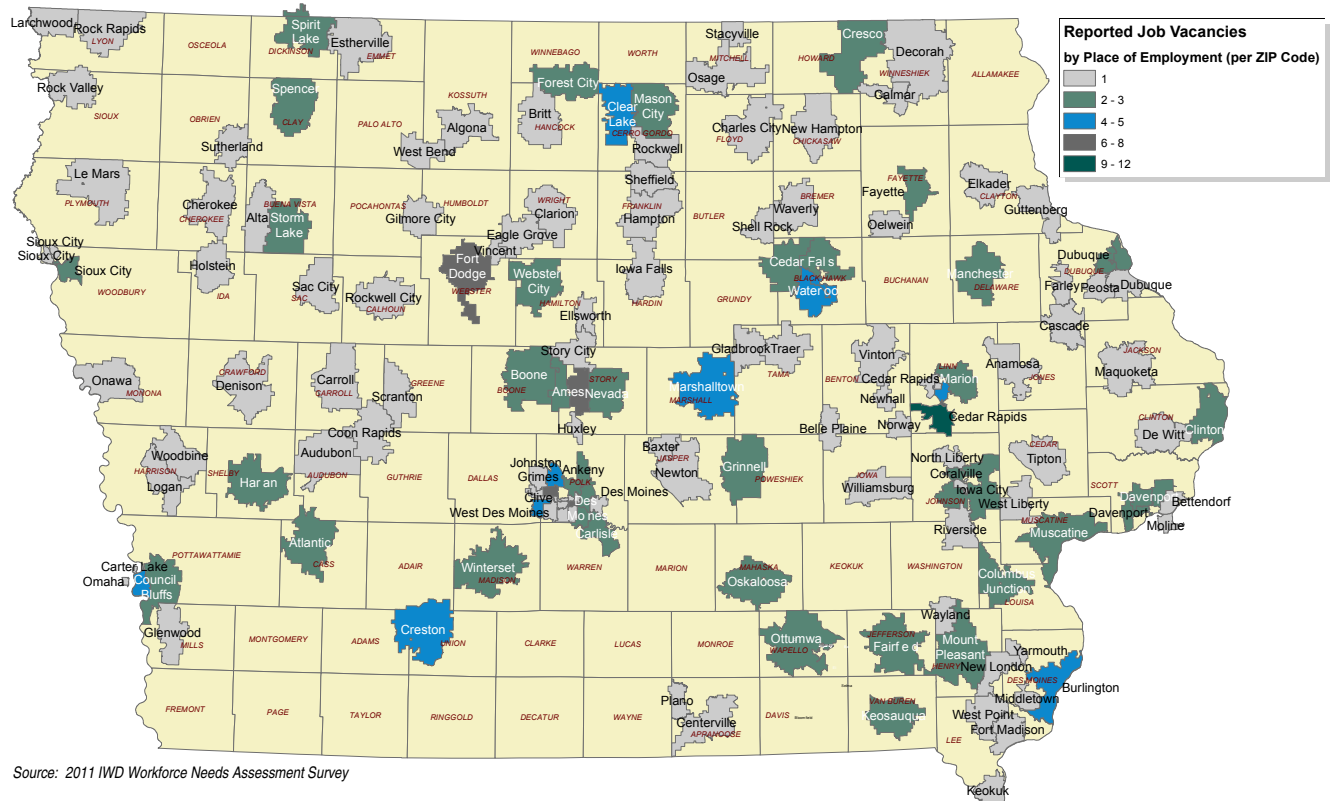 Reported Job Vacancies
by Place of Employment (per ZIP Code)
1
2 - 3
4 - 5
6 - 8
9 - 12
Larchwood
Rock Rapids
LYON
OSCEOLA
Spirit
Lake
DICKINSON
Estherville
EMMET
WINNEBAGO
WORTH
Stacyville
MITCHELL
Osage
HOWARD
Cresco
Decorah
WINNESHIEK
Calmar
ALLAMAKEE
Rock Valley
SIOUX
OBRIEN
Spencer
CLAY
Sutherland
PALO ALTO
KOSSUTH
Algona
West Bend
Forest City
Britt
HANCOCK
Clear
Lake
Mason
City
CERRO GORDO
Rockwell
Charles City
FLOYD
New Hampton
CHICKASAW
Le Mars
PLYMOUTH
Cherokee
CHEROKEE
BUENA VISTA
Alta
Storm
Lake
POCAHONTAS
Gilmore City
HUMBOLDT
WRIGHT
Clarion
Eagle Grove
Vincent
Sheffield
FRANKLIN
Hampton
BUTLER
BREMER
Waverly
Shell Rock
FAYETTE
Fayette
Oelwein
Elkader
CLAYTON
Guttenberg
Sioux City
Sioux City
Sioux City
WOODBURY
Holstein
IDA
Sac City
SAC
Rockwell City
CALHOUN
Fort
Dodge
WEBSTER
Webster
City
HAMILTON
Ellsworth
Iowa Falls
HARDIN
GRUNDY
Cedar Fal s
BLACK HAWK
Water oo
BUCHANAN
Manchester
DELAWARE
Dubuque
DUBUQUE
Farley
Peosta
Dubuque
Cascade
Onawa
MONONA
CRAWFORD
Denison
Carroll
CARROLL
GREENE
Scranton
Coon Rapids
Boone
BOONE
Story City
STORY
Ames
Nevada
Huxley
Marshalltown
MARSHALL
Gladbrook
Traer
TAMA
BENTON
Vinton
Cedar Rapids
Newhall
Norway
Belle Plaine
LINN
Marion
Cedar Rapids
Anamosa
JONES
JACKSON
Maquoketa
CLINTON
De Witt
Clinton
Woodbine
HARRISON
Logan
SHELBY
Har an
Audubon
AUDUBON
GUTHRIE
DALLAS
Johnston
Grimes
Clive
West Des Moines
Ankeny
POLK
Des Moines
Des
Mo nes
Carlisle
Baxter
JASPER
Newton
Grinnell
POWESHIEK
IOWA
Williamsburg
North Liberty
Coralville
Iowa City
JOHNSON
West Liberty
Riverside
CEDAR
Tipton
SCOTT
Davenport
Davenport
Bettendorf
Moline
MUSCATINE
Muscatine
POTTAWATTAMIE
Carter Lake
Omaha
Council
Bluffs
Atlantic
CASS
ADAIR
Winterset
MADISON
WARREN
MARION
MAHASKA
Oskaloosa
KEOKUK
WASHINGTON
Columbus
Junction
LOUISA
Glenwood
MILLS
MONTGOMERY
ADAMS
Creston
UNION
CLARKE
LUCAS
MONROE
Ottumwa
WAPELLO
JEFFERSON
Fairf e d
Wayland
Mount
Pleasant
HENRY
New London
Yarmouth
DES MOINES
Burlington
Middletown
West Point
Fort Madison
LEE
Keokuk
FREMONT
PAGE
TAYLOR
RINGGOLD
DECATUR
WAYNE
Plano
Centerville
APPANOOSE
DAVIS
Bloomfield
VAN BUREN
Keosauqua
Source: 2011 IWD Workforce Needs Assessment Survey